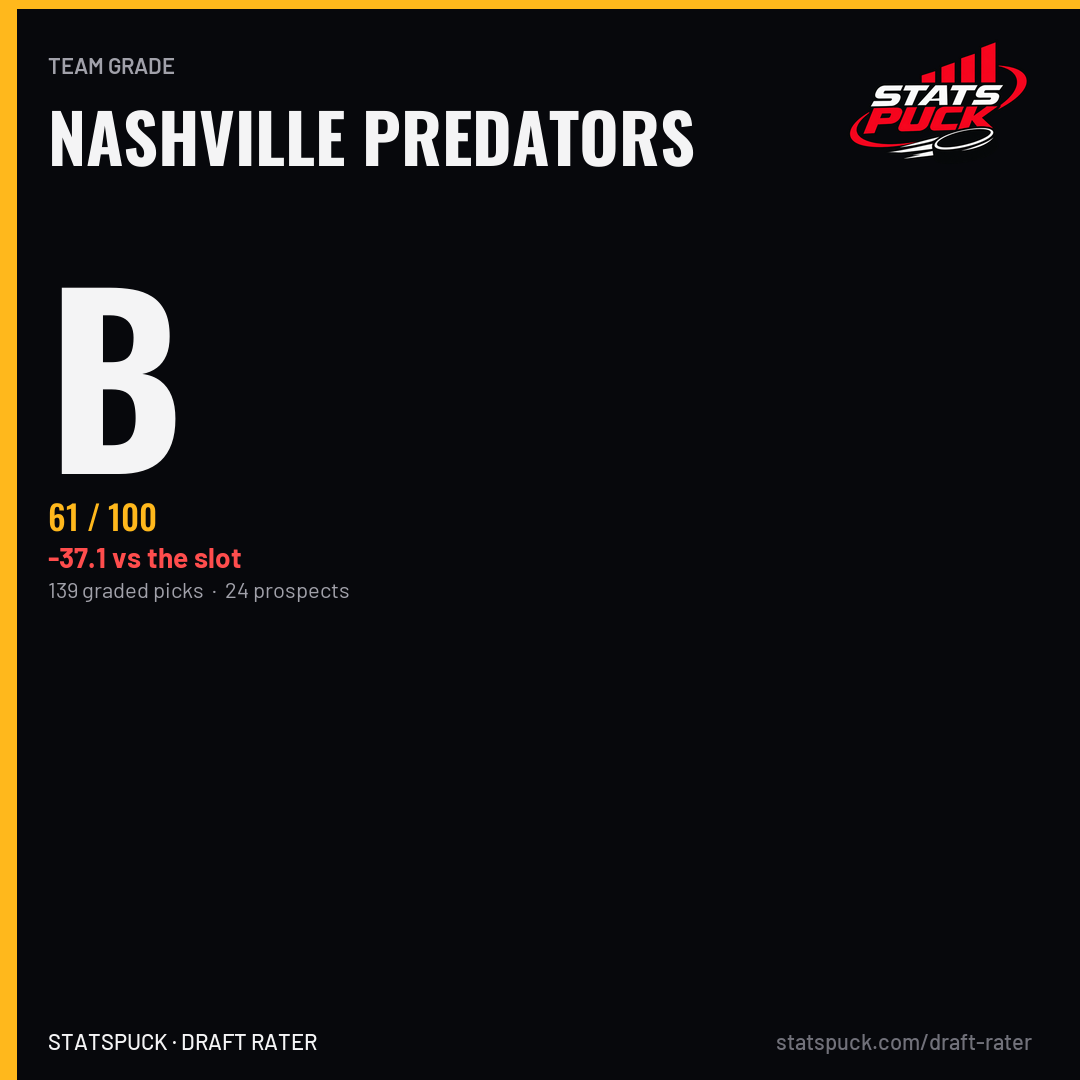 TEAM GRADE
NASHVILLE PREDATORS
STATS
PUCK
B
61 / 100
-37.1 vs the slot
139 graded picks · 24 prospects
STATSPUCK · DRAFT RATER
statspuck.com/draft-rater